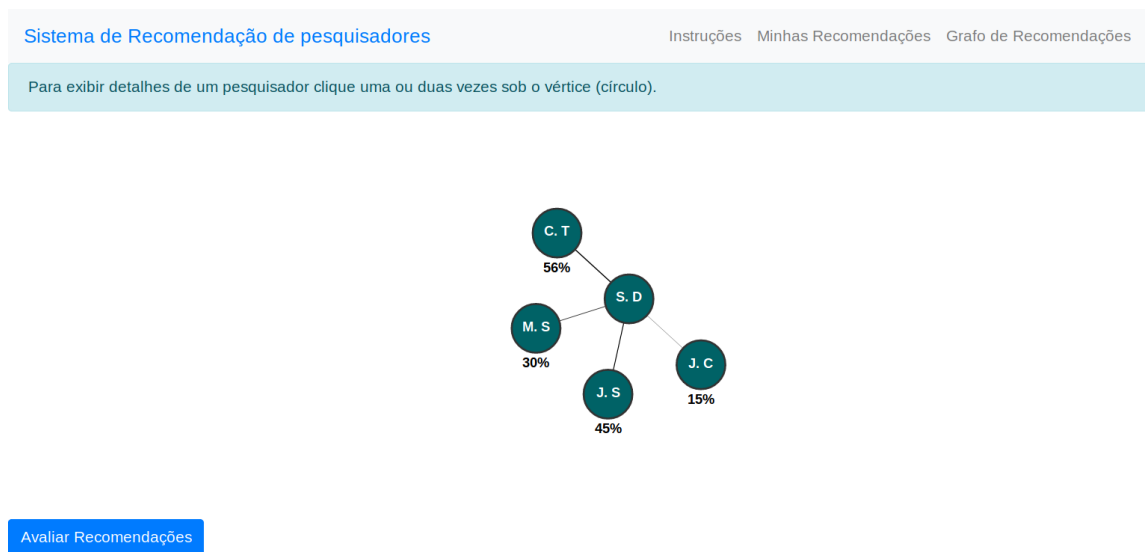 Sistema de Recomendação de pesquisadores
Instruções Minhas Recomendações Grafo de Recomendações
Para exibir detalhes de um pesquisador clique uma ou duas vezes sob o vértice (círculo).
C. T
56%
S. D
M. S
30%
J. C
15%
J. S
45%
Avaliar Recomendações